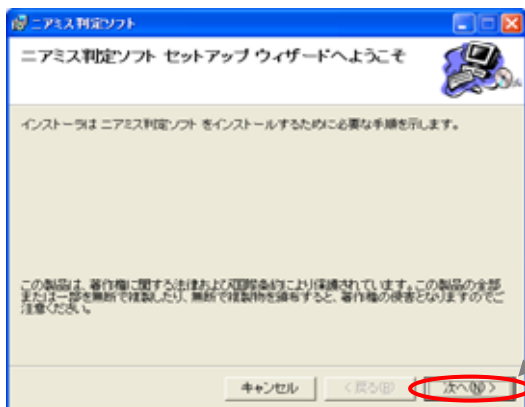 ニアミス判定ソフト
ニアミス判定ソフト セットアップ ウィザードへようこそ
インストーラは ニアミス判定ソフト をインストールするために必要な手順を示します。
この製品は、著作権に関する法律および国際条約により保護されています。この製品の全部
または一部を無断で複製したり、無断で複製物を頒布すると、著作権の侵害となりますのでご
注意ください。
キャンセル
< 戻る(B)
次へ(N) >